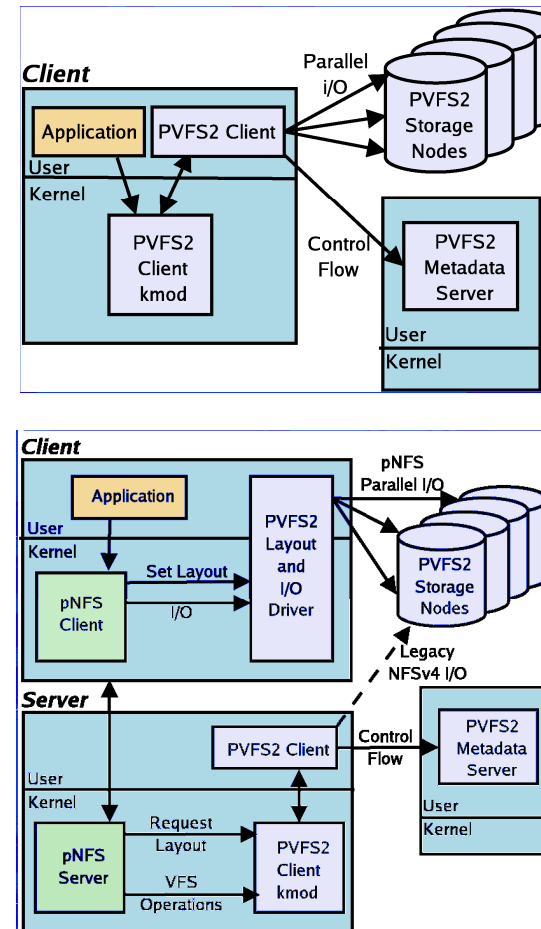 Client
Parallel
i/O
PVFS2
Storage
Nodes
Application
PVFS2 Client
User
Kernel
PVFS2
Client
kmod
Control
Flow
PVFS2
Metadata
Server
User
Kernel
Client
pNFS
Parallel I/O
Application
User
Kernel
PVFS2
Layout
and
I/O
Driver
Set Layout
I/O
pNFS
Client
PVFS2
Storage
Nodes
Legacy
NFSv4 I/O
Server
PVFS2 Client
Control
Flow
PVFS2
Metadata
Server
User
Kernel
User
Kernel
Request
Layout
pNFS
Server
PVFS2
Client
kmod
VFS
Operations